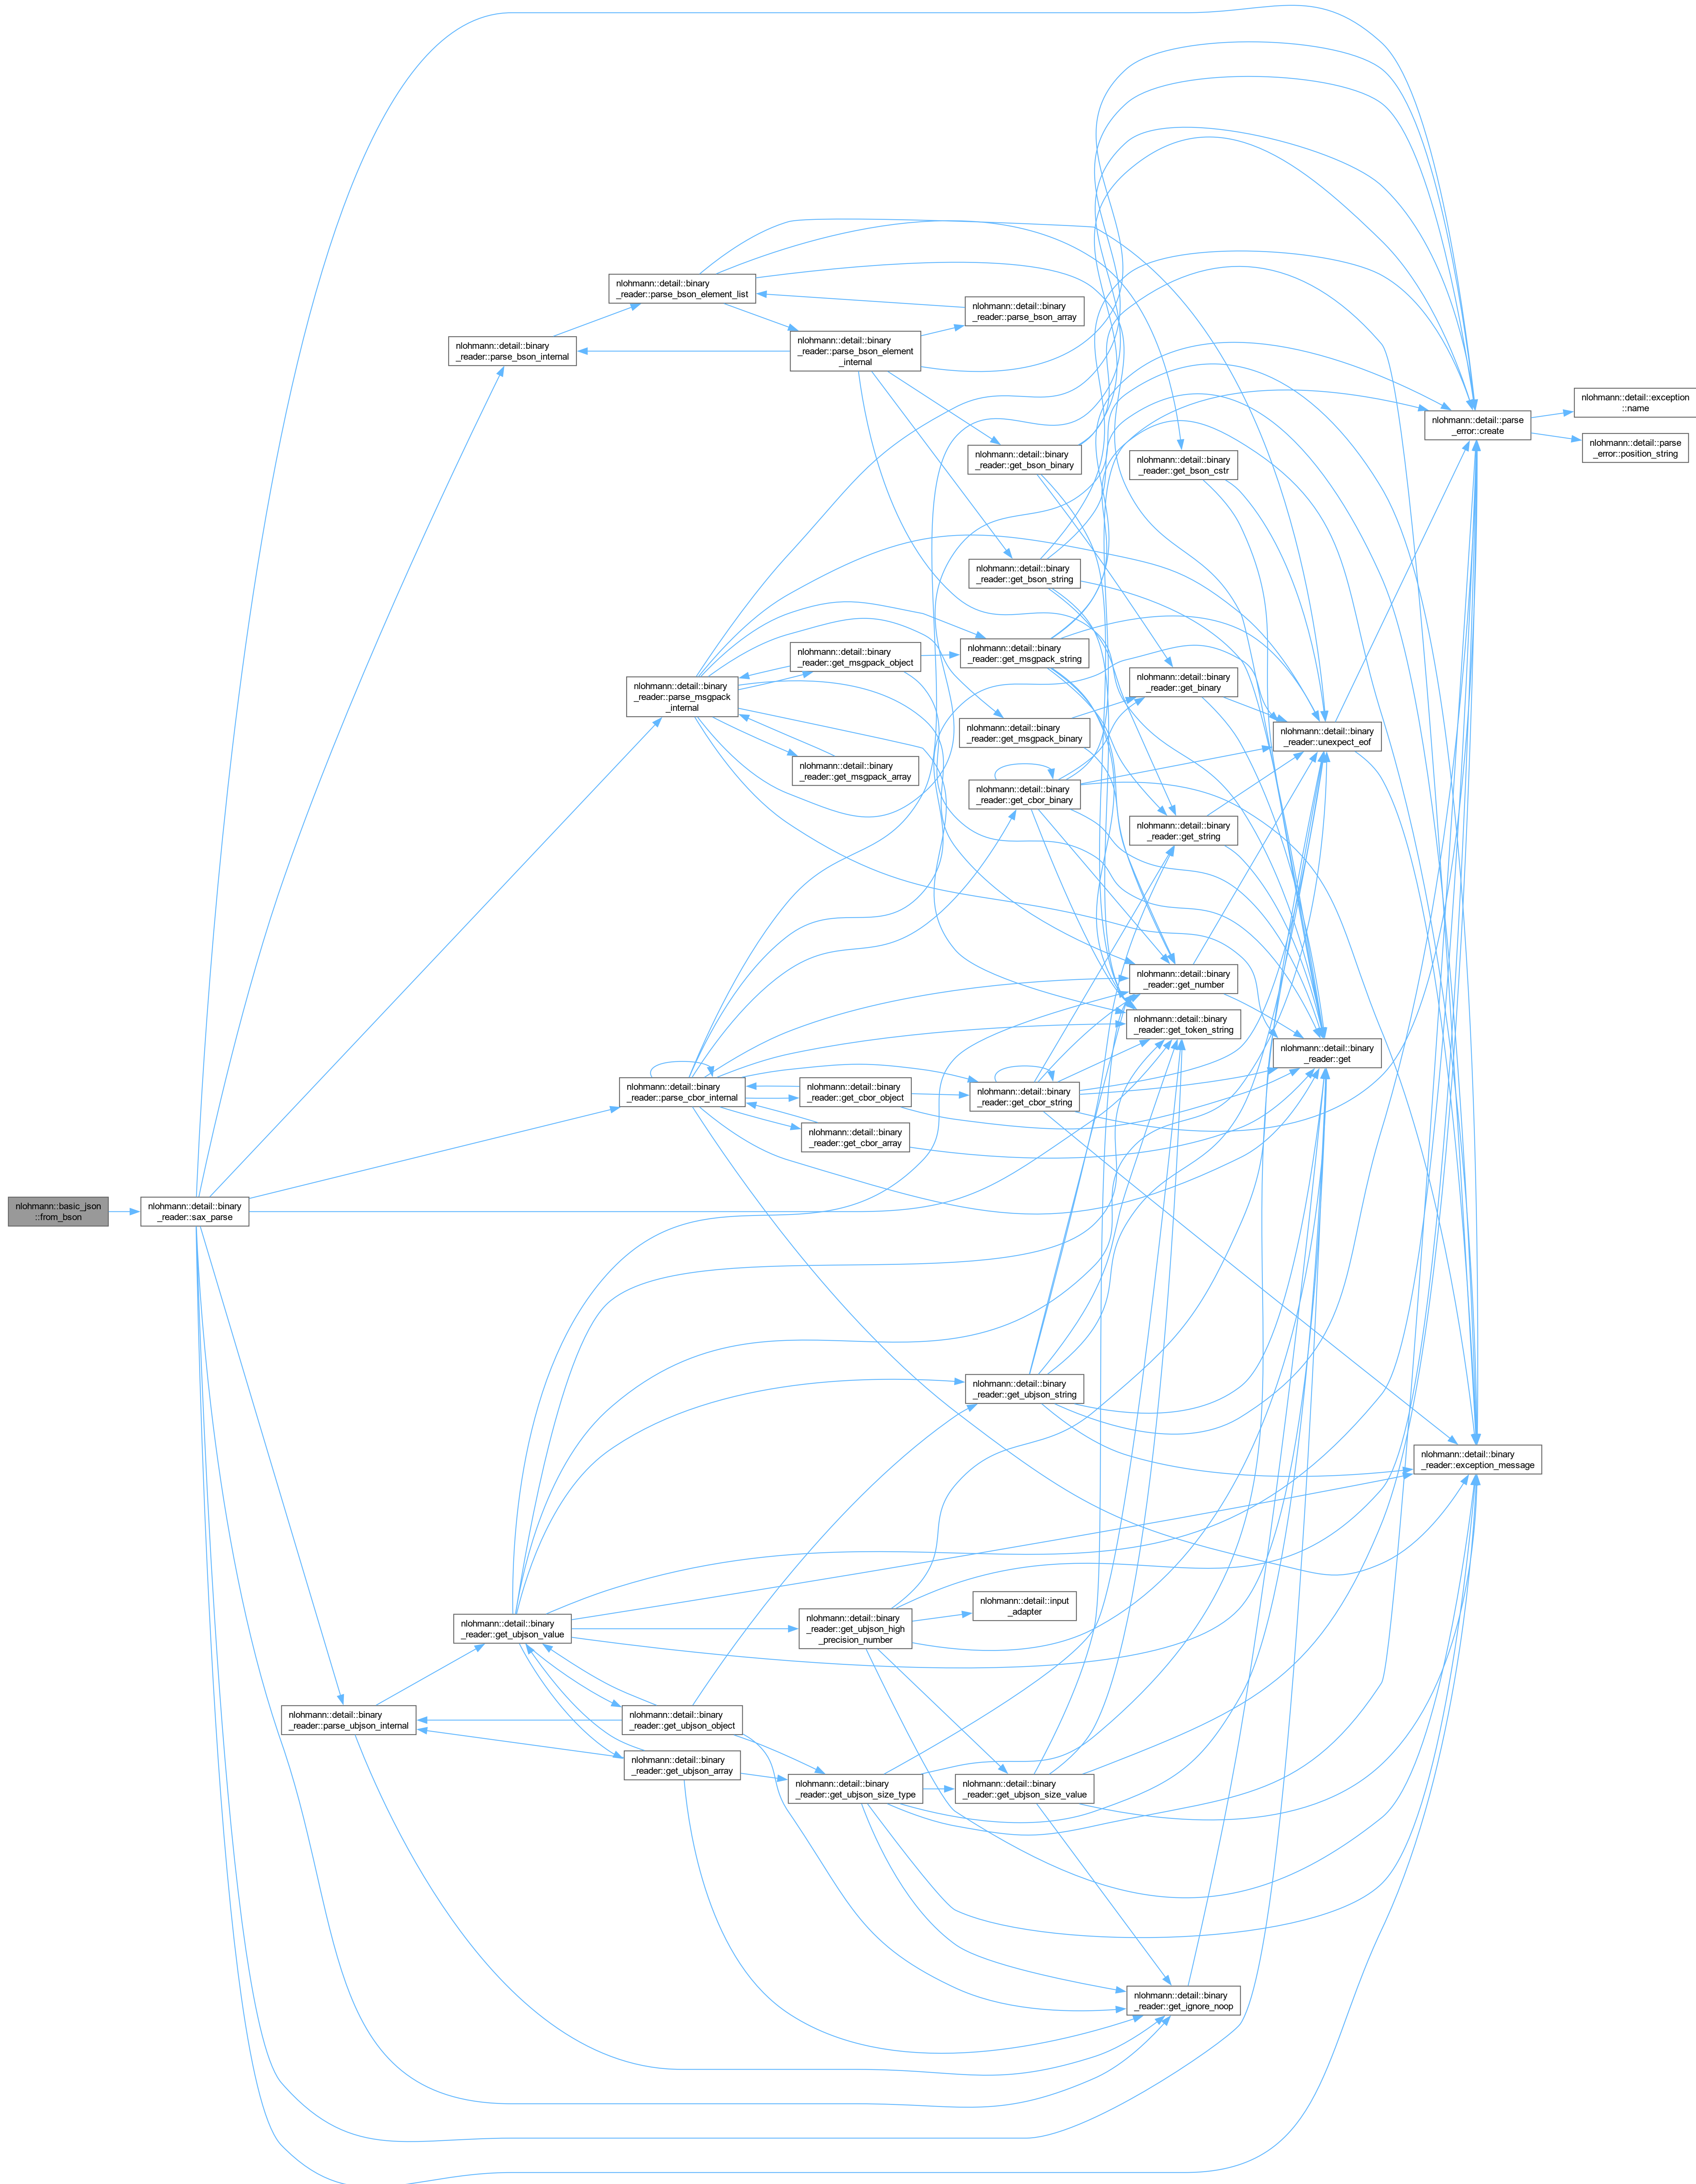 nlohmann::basic_json
::from_bson
nlohmann::detail::binary
_reader::sax_parse
nlohmann::detail::binary
_reader::parse_ubjson_internal
nlohmann::detail::binary
_reader::parse_bson_internal
nlohmann::detail::binary
_reader::get_ubjson_value
nlohmann::detail::binary
_reader::parse_bson_element_list
nlohmann::detail::binary
_reader::parse_msgpack
_internal
nlohmann::detail::binary
_reader::parse_cbor_internal
nlohmann::detail::binary
_reader::get_ubjson_object
nlohmann::detail::binary
_reader::get_ubjson_array
nlohmann::detail::binary
_reader::parse_bson_element
_internal
nlohmann::detail::binary
_reader::get_msgpack_object
nlohmann::detail::binary
_reader::get_msgpack_array
nlohmann::detail::binary
_reader::get_cbor_object
nlohmann::detail::binary
_reader::get_cbor_array
nlohmann::detail::binary
_reader::get_ubjson_high
_precision_number
nlohmann::detail::binary
_reader::get_ubjson_size_type
nlohmann::detail::binary
_reader::parse_bson_array
nlohmann::detail::binary
_reader::get_bson_binary
nlohmann::detail::binary
_reader::get_bson_string
nlohmann::detail::binary
_reader::get_msgpack_string
nlohmann::detail::binary
_reader::get_msgpack_binary
nlohmann::detail::binary
_reader::get_cbor_binary
nlohmann::detail::binary
_reader::get_cbor_string
nlohmann::detail::binary
_reader::get_ubjson_string
nlohmann::detail::input
_adapter
nlohmann::detail::binary
_reader::get_ubjson_size_value
nlohmann::detail::binary
_reader::get_bson_cstr
nlohmann::detail::binary
_reader::get_binary
nlohmann::detail::binary
_reader::get_string
nlohmann::detail::binary
_reader::get_number
nlohmann::detail::binary
_reader::get_token_string
nlohmann::detail::binary
_reader::get_ignore_noop
nlohmann::detail::binary
_reader::unexpect_eof
nlohmann::detail::binary
_reader::get
nlohmann::detail::parse
_error::create
nlohmann::detail::binary
_reader::exception_message
nlohmann::detail::exception
::name
nlohmann::detail::parse
_error::position_string